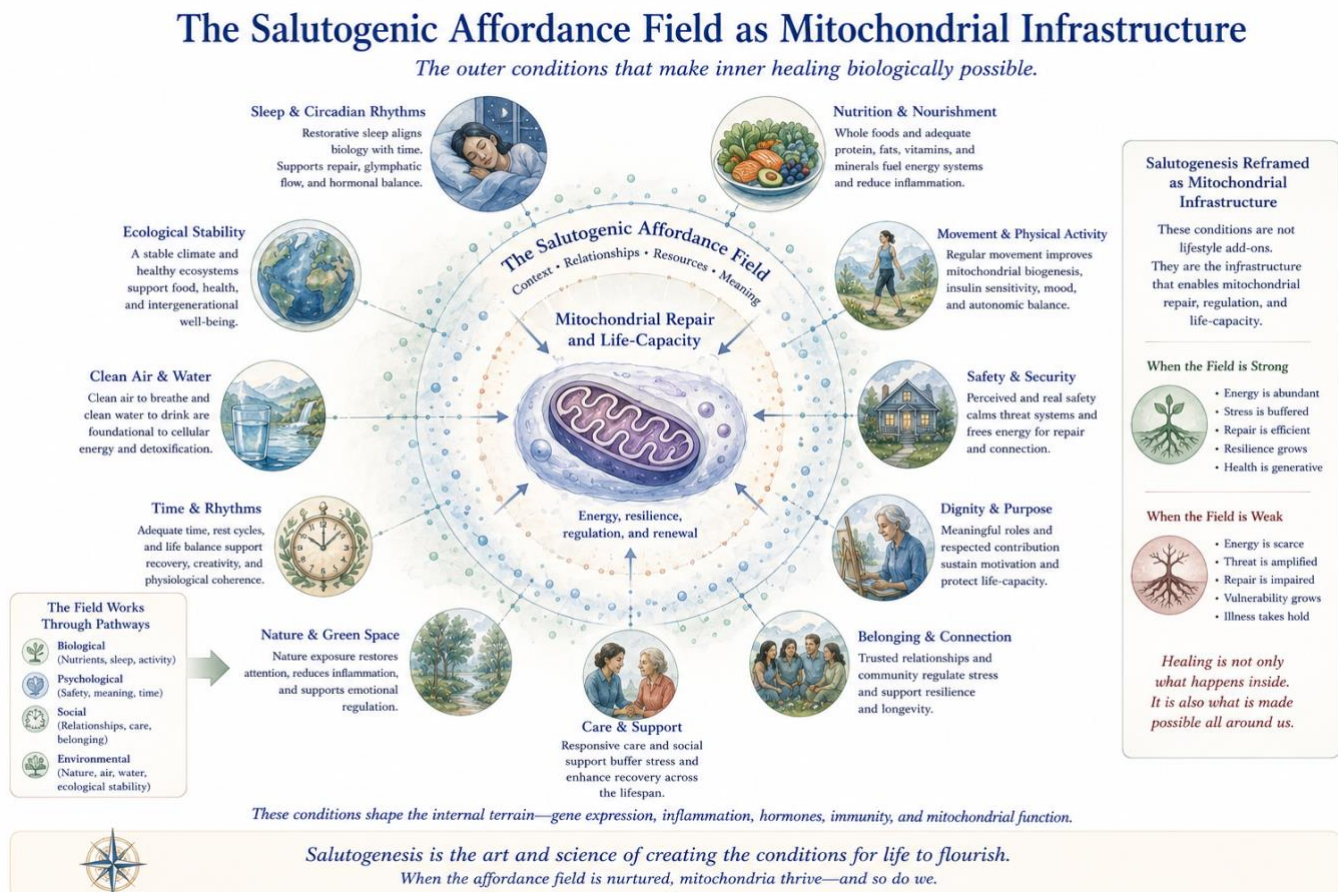 The Salutogenic Affordance Field as Mitochondrial Infrastructure
The outer conditions that make inner healing biologically possible.
Sleep & Circadian Rhythms
Restorative sleep aligns
biology with time.
Supports repair, glymphatic
flow, and hormonal balance.
Nutrition & Nourishment
Whole foods and adequate
protein, fats, vitamins, and
minerals fuel energy systems
and reduce inflammation.
Ecological Stability
A stable climate and
healthy ecosystems
support food, health,
and intergenerational
well-being.
The Salutogenic Affordance Field
Context • Relationships • Resources • Meaning
Movement & Physical Activity
Regular movement improves
mitochondrial biogenesis,
insulin sensitivity, mood,
and autonomic balance.
Mitochondrial Repair
and Life-Capacity
Clean Air & Water
Clean air to breathe and
clean water to drink are
foundational to cellular
energy and detoxification.
Safety & Security
Perceived and real safety
calms threat systems and
frees energy for repair
and connection.
Time & Rhythms
Adequate time, rest cycles,
and life balance support
recovery, creativity, and
physiological coherence.
Energy, resilience,
regulation, and renewal
Dignity & Purpose
Meaningful roles and
respected contribution
sustain motivation and
protect life-capacity.
Nature & Green Space
Nature exposure restores
attention, reduces inflammation,
and supports emotional
regulation.
Care & Support
Responsive care and social
support buffer stress and
enhance recovery across
the lifespan.
Belonging & Connection
Trusted relationships and
community regulate stress
and support resilience
and longevity.
The Field Works
Through Pathways
Biological
(Nutrients, sleep, activity)
Psychological
(Safety, meaning, time)
Social
(Relationships, care,
belonging)
Environmental
(Nature, air, water,
ecological stability)
Salutogenesis Reframed
as Mitochondrial
Infrastructure
These conditions are not
lifestyle add-ons.
They are the infrastructure
that enables mitochondrial
repair, regulation, and
life-capacity.
When the Field is Strong
• Energy is abundant
• Stress is buffered
• Repair is efficient
• Resilience grows
• Health is generative
When the Field is Weak
• Energy is scarce
• Threat is amplified
• Repair is impaired
• Vulnerability grows
• Illness takes hold
Healing is not only
what happens inside.
It is also what is made
possible all around us.
These conditions shape the internal terrain—gene expression, inflammation, hormones, immunity, and mitochondrial function.
Salutogenesis is the art and science of creating the conditions for life to flourish.
When the affordance field is nurtured, mitochondria thrive—and so do we.